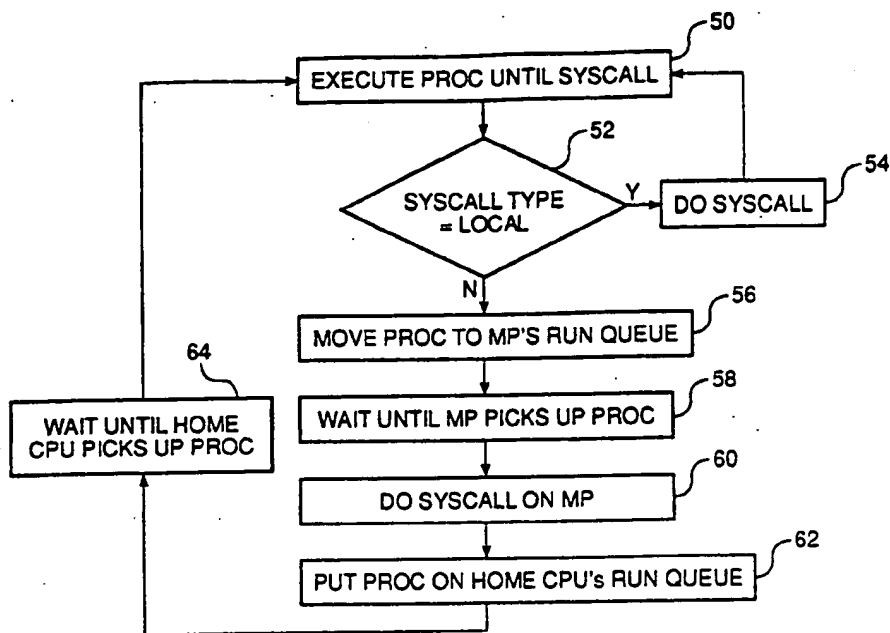 50
EXECUTE PROC UNTIL SYSCALL
52
54
SYSCALL TYPE
= LOCAL
Y
DO SYSCALL
N
56
MOVE PROC TO MP'S RUN QUEUE
64
58
WAIT UNTIL HOME
CPU PICKS UP PROC
WAIT UNTIL MP PICKS UP PROC
60
DO SYSCALL ON MP
62
PUT PROC ON HOME CPU's RUN QUEUE